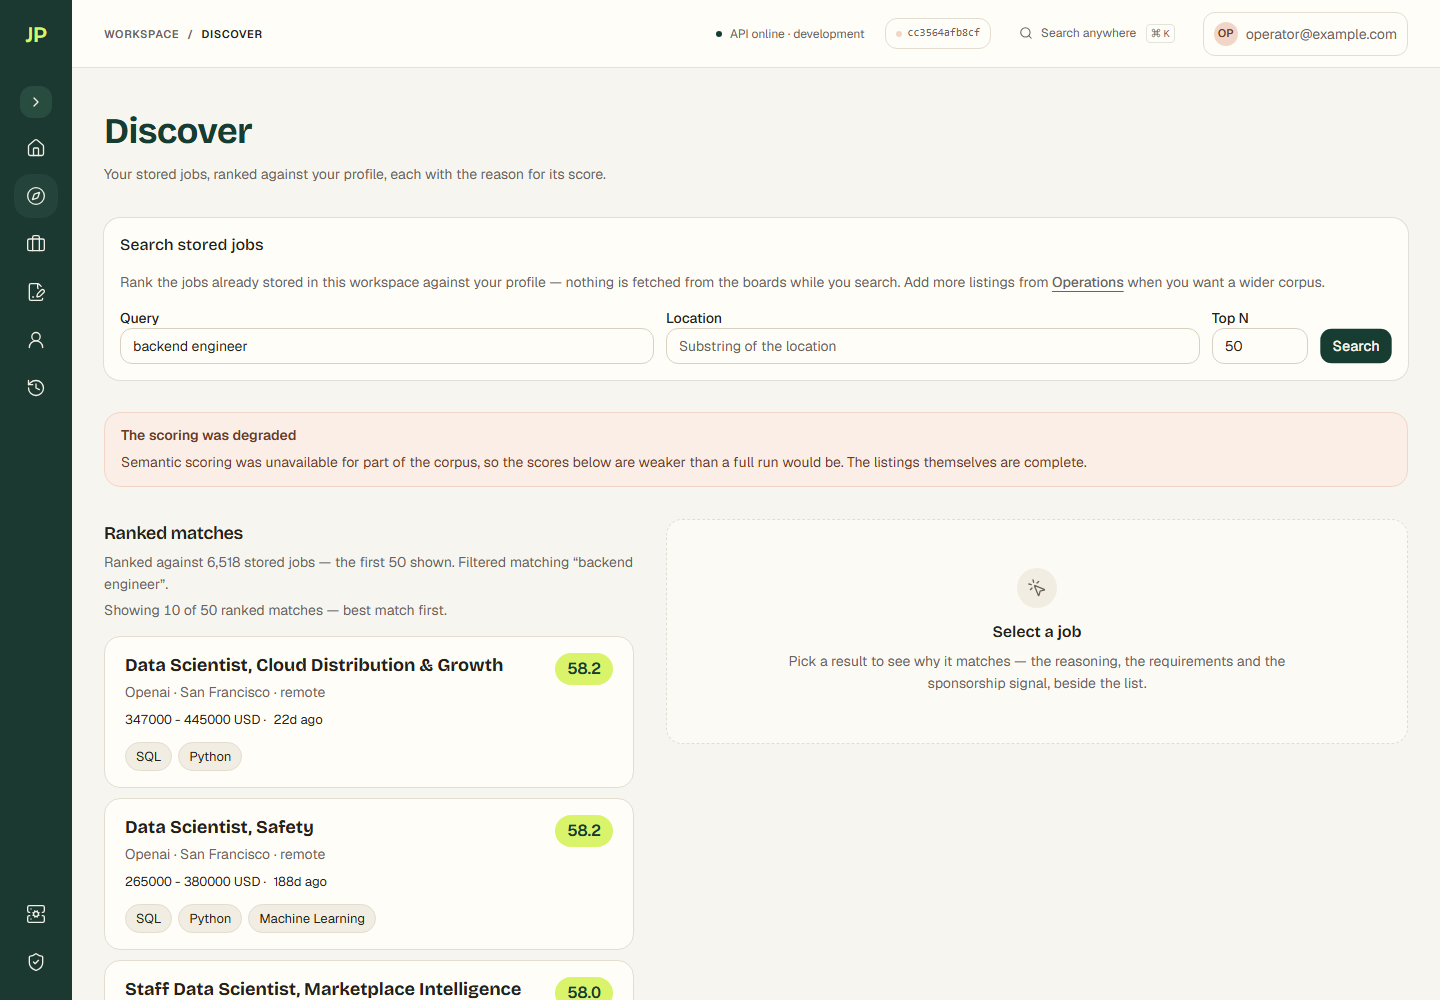 JP
WORKSPACE / DISCOVER
API online · development
cc3564afb8cf
Search anywhere
⌘ K
OP
operator@example.com
Discover
Your stored jobs, ranked against your profile, each with the reason for its score.
Search stored jobs
Rank the jobs already stored in this workspace against your profile — nothing is fetched from the boards while you search. Add more listings from Operations when you want a wider corpus.
Query
Location
Top N
backend engineer
Substring of the location
50
Search
The scoring was degraded
Semantic scoring was unavailable for part of the corpus, so the scores below are weaker than a full run would be. The listings themselves are complete.
Ranked matches
Ranked against 6,518 stored jobs — the first 50 shown. Filtered matching “backend
engineer”.
Showing 10 of 50 ranked matches — best match first.
Data Scientist, Cloud Distribution & Growth
58.2
Openai · San Francisco · remote
347000 - 445000 USD · 22d ago
SQL
Python
Data Scientist, Safety
58.2
Openai · San Francisco · remote
265000 - 380000 USD · 188d ago
SQL
Python
Machine Learning
Staff Data Scientist, Marketplace Intelligence
58.0
Select a job
Pick a result to see why it matches — the reasoning, the requirements and the
sponsorship signal, beside the list.